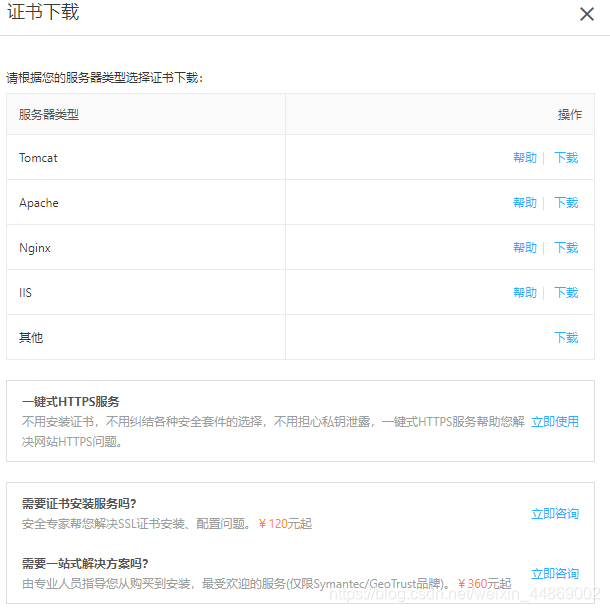 证书下载
请根据您的服务器类型选择证书下载：
服务器类型 操作
Tomcat 帮助 下载
Apache 帮助 下载
Nginx 帮助 下载
IIS 帮助 下载
其他 下载
一键式HTTPS服务
不用安装证书，不用纠结各种安全套件的选择，不用担心私钥泄露，一键式HTTPS服务帮助您解 立即使用
决网站HTTPS问题。
需要证书安装服务吗？
安全专家帮您解决SSL证书安装、配置问题。￥120元起 立即咨询
需要一站式解决方案吗？
由专业人员指导您从购买到安装，最受欢迎的服务(仅限Symantec/GeoTrust品牌)。￥360元起 立即咨询
https://blog.csdn.net/weixin_44869002